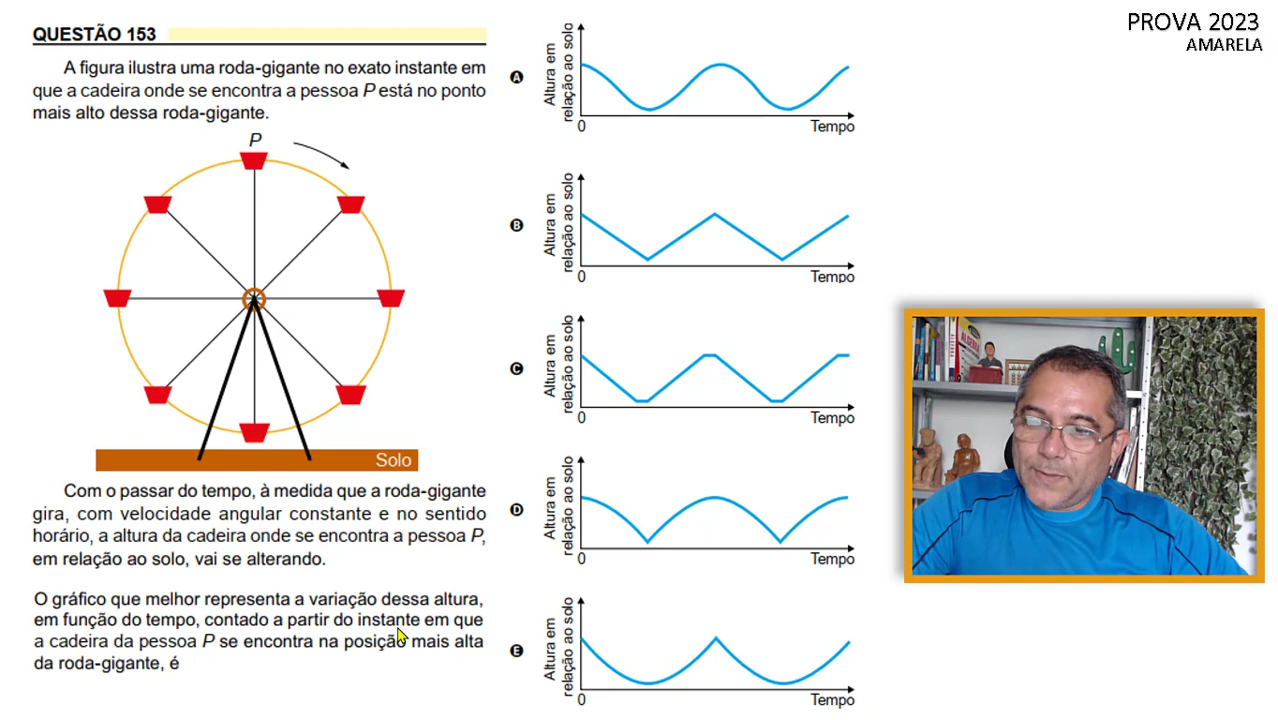 QUESTÃO 153
A figura ilustra uma roda-gigante no exato instante em
que a cadeira onde se encontra a pessoa P está no ponto
mais alto dessa roda-gigante.
P
Solo
Com o passar do tempo, à medida que a roda-gigante
gira, com velocidade angular constante e no sentido
horário, a altura da cadeira onde se encontra a pessoa P,
em relação ao solo, vai se alterando.
O gráfico que melhor representa a variação dessa altura,
em função do tempo, contado a partir do instante em que
a cadeira da pessoa P se encontra na posição mais alta
da roda-gigante, é
A
Altura em
relação ao solo
0
Tempo
B
Altura em
relação ao solo
0
Tempo
C
Altura em
relação ao solo
0
Tempo
D
Altura em
relação ao solo
0
Tempo
E
Altura em
relação ao solo
0
Tempo
PROVA 2023
AMARELA